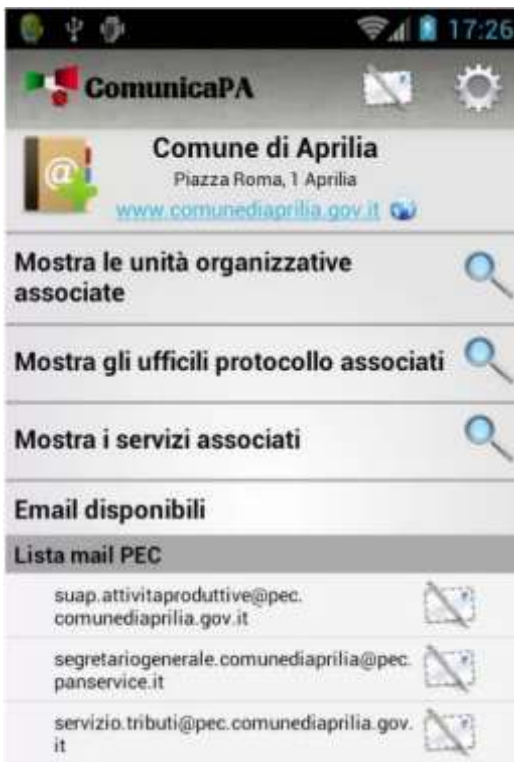 17:26
ComunicaPA
Comune di Aprilia
Piazza Roma, 1 Aprilia
www.comunediaprilia.gov.it
Mostra le unità organizzative
associate
Mostra gli ufficili protocollo associati
Mostra i servizi associati
Email disponibili
Lista mail PEC
suap.attivitaproduttive@pec.
comunediaprilia.gov.it
segretariogenerale.comunediaprilia@pec.
panservice.it
servizio.tributi@pec.comunediaprilia.gov.
it